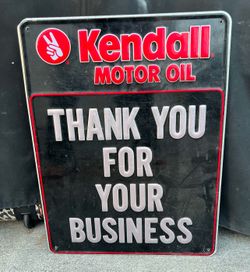 Kendall
MOTOR OIL
THANK YOU
FOR
YOUR
BUSINESS